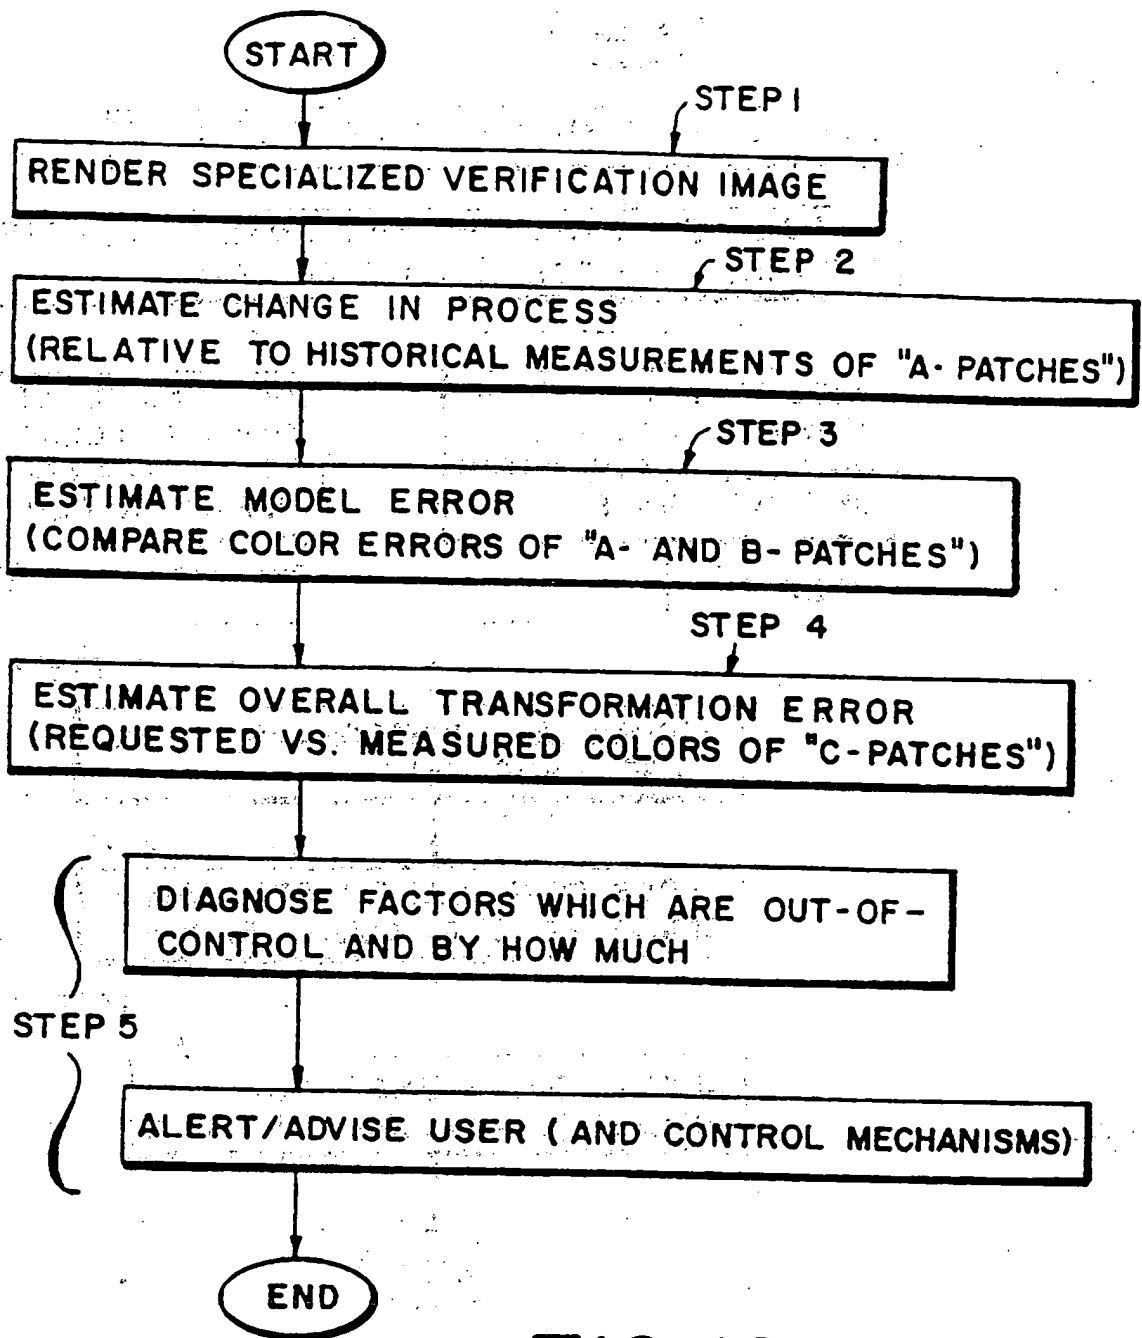 START
STEP 1
RENDER SPECIALIZED VERIFICATION IMAGE
STEP 2
ESTIMATE CHANGE IN PROCESS
(RELATIVE TO HISTORICAL MEASUREMENTS OF "A- PATCHES")
STEP 3
ESTIMATE MODEL ERROR
(COMPARE COLOR ERRORS OF "A- AND B- PATCHES")
STEP 4
ESTIMATE OVERALL TRANSFORMATION ERROR
(REQUESTED VS. MEASURED COLORS OF "C-PATCHES")
DIAGNOSE FACTORS WHICH ARE OUT-OF-
CONTROL AND BY HOW MUCH
STEP 5
ALERT/ADVISE USER (AND CONTROL MECHANISMS)
END